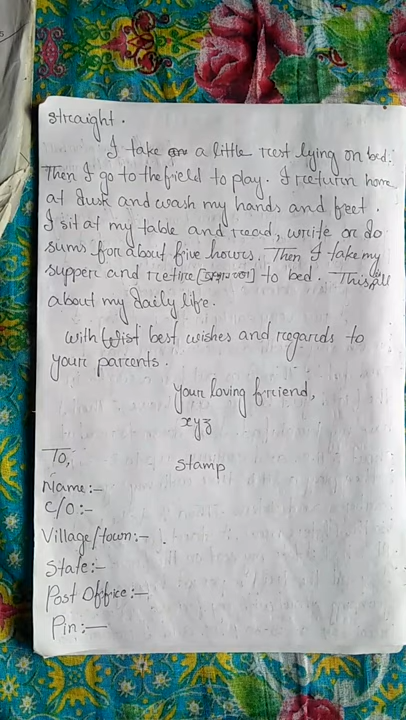 straight.
I take a little rest lying on bed.
Then I go to the field to play. I return home
at dusk and wash my hands and feet.
I sit at my table and read, write or do
sums for about five hours. Then I take my
supper and retire to bed. This is all
about my daily life.
with best wishes and regards to
your parents.
Your loving friend,
xyz
To,
stamp
Name:-
C/O:-
Village/town:-
State:-
Post Office:-
Pin:-